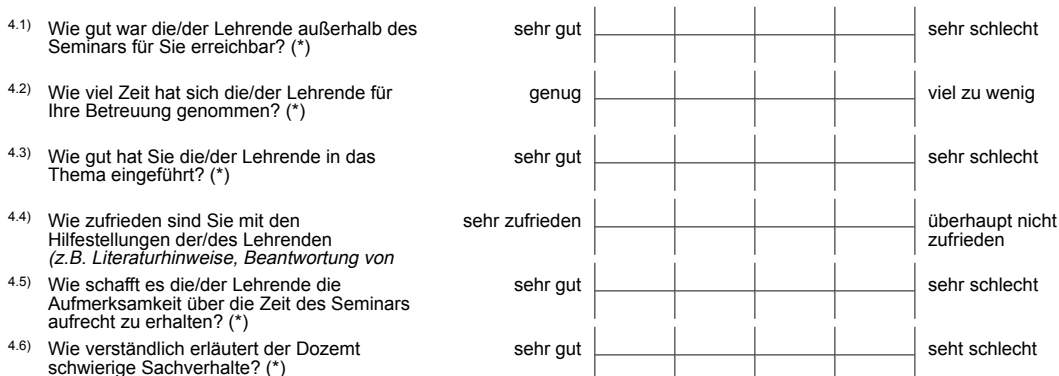 4.1) Wie gut war die/der Lehrende außerhalb des sehr gut sehr schlecht
Seminars für Sie erreichbar? (*)
4.2) Wie viel Zeit hat sich die/der Lehrende für genug viel zu wenig
Ihre Betreuung genommen? (*)
4.3) Wie gut hat Sie die/der Lehrende in das sehr gut sehr schlecht
Thema eingeführt? (*)
4.4) Wie zufrieden sind Sie mit den sehr zufrieden überhaupt nicht
Hilfestellungen der/des Lehrenden zufrieden
(z.B. Literaturhinweise, Beantwortung von
4.5) Wie schafft es die/der Lehrende die sehr gut sehr schlecht
Aufmerksamkeit über die Zeit des Seminars
aufrecht zu erhalten? (*)
4.6) Wie verständlich erläutert der Dozemt sehr gut seht schlecht
schwierige Sachverhalte? (*)